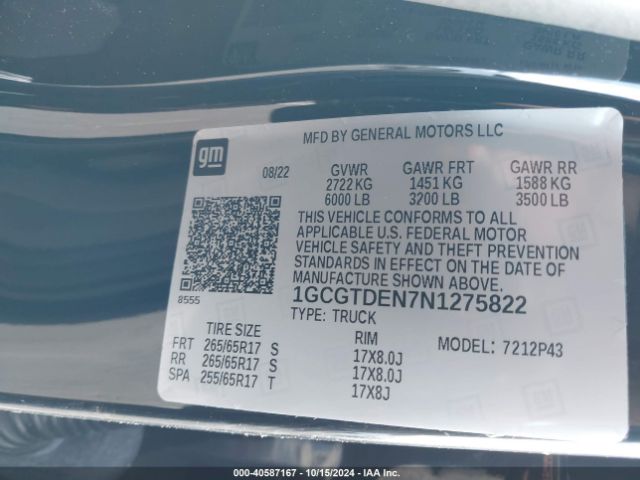 MFD BY GENERAL MOTORS LLC
gm
08/22
GVWR GAWR FRT GAWR RR
2722 KG 1451 KG 1588 KG
6000 LB 3200 LB 3500 LB
THIS VEHICLE CONFORMS TO ALL
APPLICABLE U.S. FEDERAL MOTOR
VEHICLE SAFETY AND THEFT PREVENTION
STANDARDS IN EFFECT ON THE DATE OF
MANUFACTURE SHOWN ABOVE.
8555
1GCGTDEN7N1275822
TYPE: TRUCK
TIRE SIZE RIM MODEL: 7212P43
FRT 265/65R17 S 17X8.0J
RR 265/65R17 S 17X8.0J
SPA 255/65R17 T 17X8J
000-40587167 - 10/15/2024 - IAA Inc.